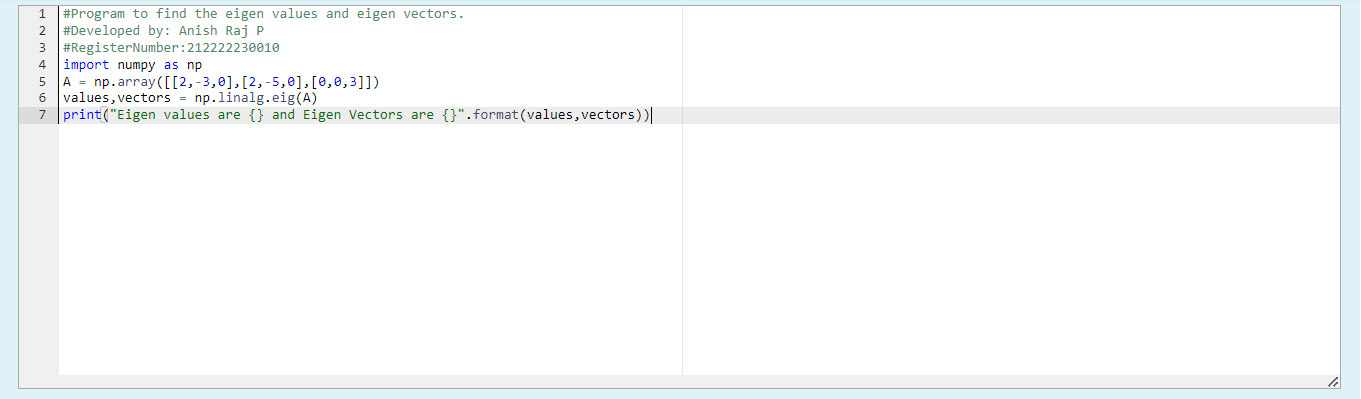 1 #Program to find the eigen values and eigen vectors.
2 #Developed by: Anish Raj P
3 #RegisterNumber:212222230010
4 import numpy as np
5 A = np.array([[2,-3,0],[2,-5,0],[0,0,3]])
6 values,vectors = np.linalg.eig(A)
7 print("Eigen values are {} and Eigen Vectors are {}".format(values,vectors))